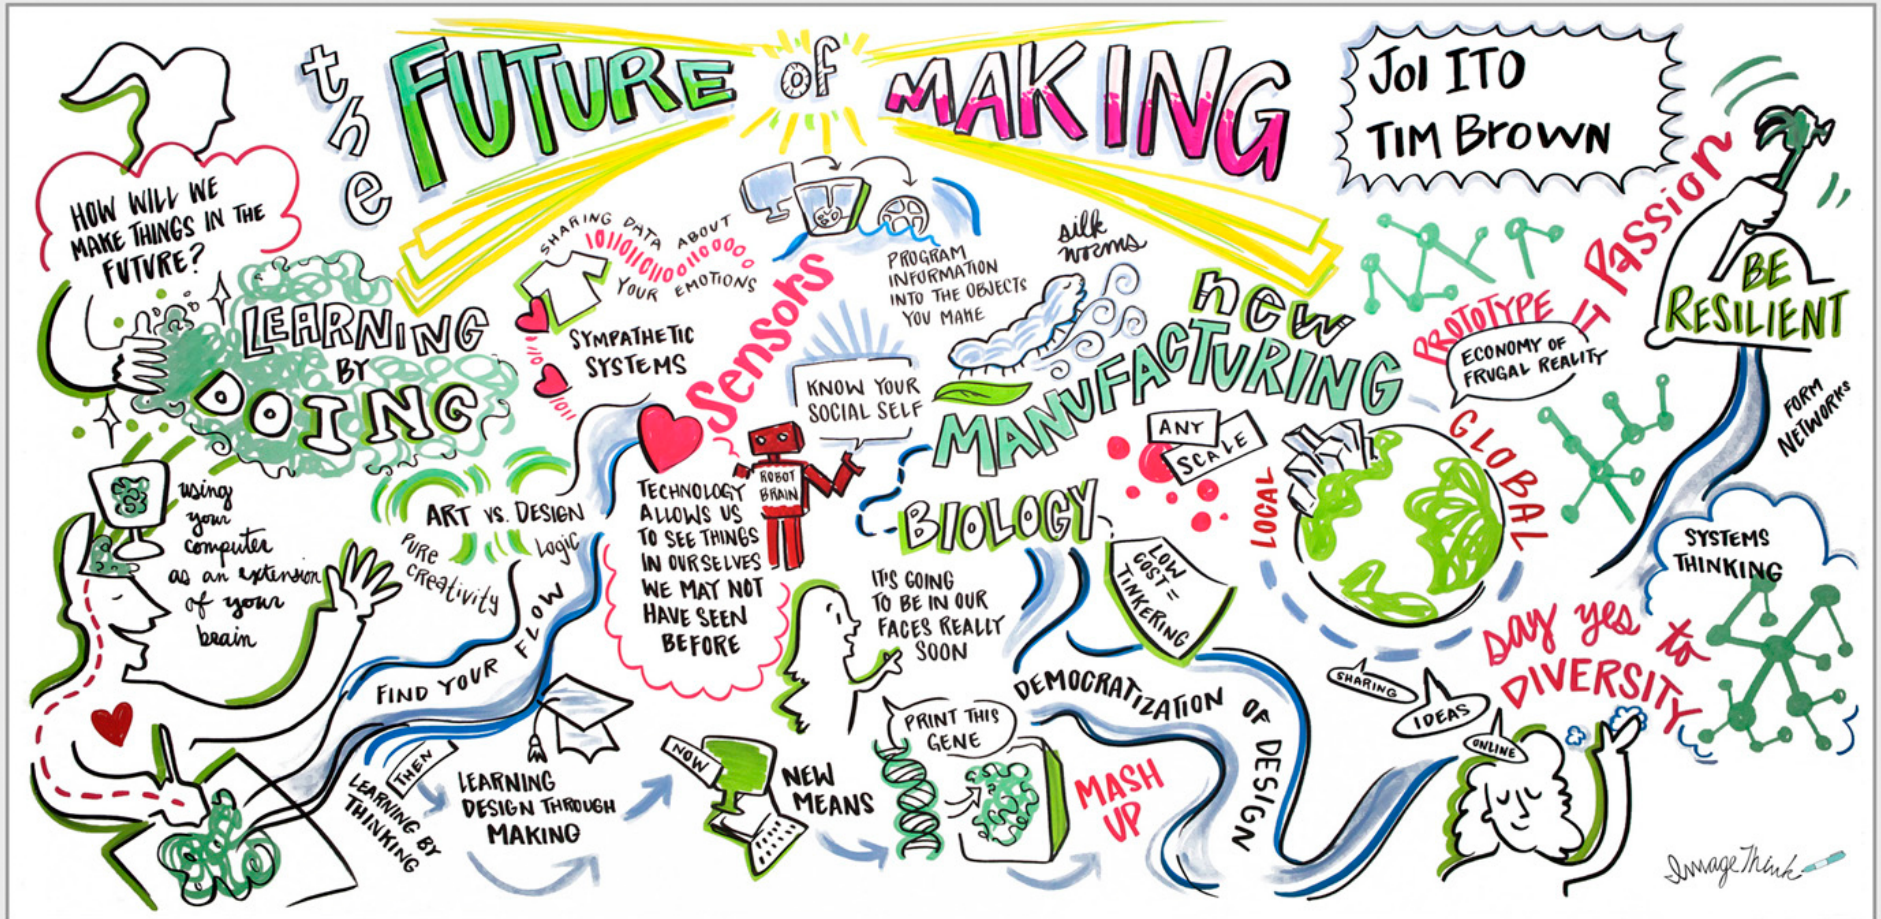 the FUTURE of MAKING
JOI ITO
TIM BROWN
HOW WILL WE
MAKE THINGS IN THE
FUTURE?
LEARNING
BY
DOING
using
your
computer
as an extension
of your
brain
ART VS. DESIGN
PURE
CREATIVITY
LOGIC
FIND YOUR FLOW
SHARING DATA ABOUT
10110110011011000000
YOUR EMOTIONS
SYMPATHETIC
SYSTEMS
1101
1011
Sensors
PROGRAM
INFORMATION
INTO THE OBJECTS
YOU MAKE
KNOW YOUR
SOCIAL SELF
ROBOT
BRAIN
TECHNOLOGY
ALLOWS US
TO SEE THINGS
IN OURSELVES
WE MAY NOT
HAVE SEEN
BEFORE
silk
worms
new
MANUFACTURING
ANY
SCALE
BIOLOGY
IT'S GOING
TO BE IN OUR
FACES REALLY
SOON
LOW
COST =
TINKERING
DEMOCRATIZATION OF DESIGN
THEN
LEARNING BY
THINKING
LEARNING
DESIGN THROUGH
MAKING
NOW
NEW
MEANS
PRINT THIS
GENE
MASH
UP
PROTOTYPE IT
PASSION
BE
RESILIENT
ECONOMY OF
FRUGAL REALITY
LOCAL
GLOBAL
FORM
NETWORKS
SYSTEMS
THINKING
say yes to
DIVERSITY
SHARING
IDEAS
ONLINE
ImageThink